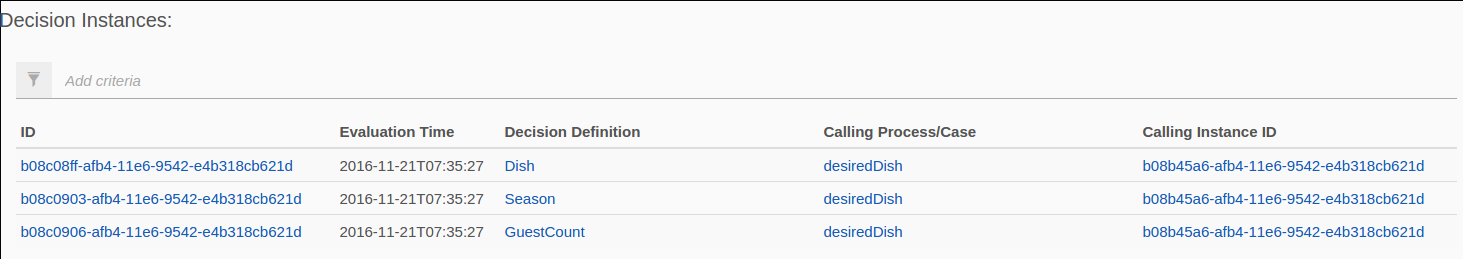 Decision Instances:
Add criteria
ID Evaluation Time Decision Definition Calling Process/Case Calling Instance ID
b08c08ff-afb4-11e6-9542-e4b318cb621d 2016-11-21T07:35:27 Dish desiredDish b08b45a6-afb4-11e6-9542-e4b318cb621d
b08c0903-afb4-11e6-9542-e4b318cb621d 2016-11-21T07:35:27 Season desiredDish b08b45a6-afb4-11e6-9542-e4b318cb621d
b08c0906-afb4-11e6-9542-e4b318cb621d 2016-11-21T07:35:27 GuestCount desiredDish b08b45a6-afb4-11e6-9542-e4b318cb621d